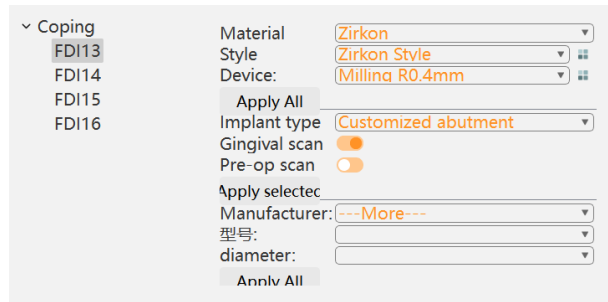 Coping
FDI13
FDI14
FDI15
FDI16
Material Zirkon
Style Zirkon Style
Device: Milling R0.4mm
Apply All
Implant type Customized abutment
Gingival scan
Pre-op scan
Apply selected
Manufacturer: ---More---
型号:
diameter:
Apply All